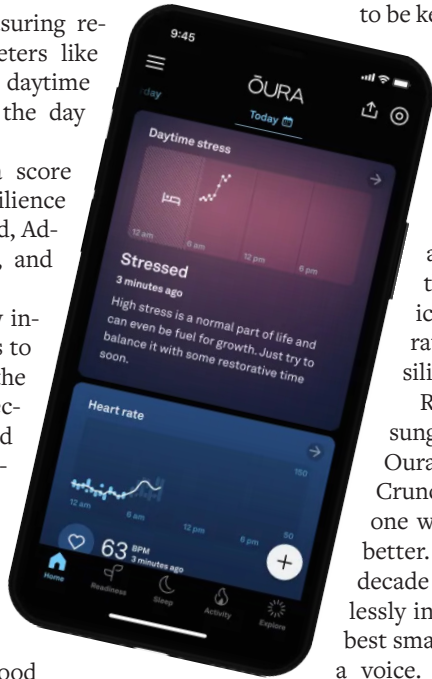 suring re-
eters like
daytime
the day
score
ilience
d, Ad-
, and
y in-
s to
the
ec-
d
-
ood
to be ke
a
t
ic
rat
sili
R
sung
Oura
Crunc
one w
better.
decade
lessly in
best sma
a voice.
9:45
ŌURA
day
Today
Daytime stress
12 am 6 am 12 pm 6 pm
Stressed
3 minutes ago
High stress is a normal part of life and
can even be fuel for growth. Just try to
balance it with some restorative time
soon.
Heart rate
150
50
12 am 6 am 12 pm 6 pm
63 BPM
3 minutes ago
+
Home Readiness Sleep Activity Explore